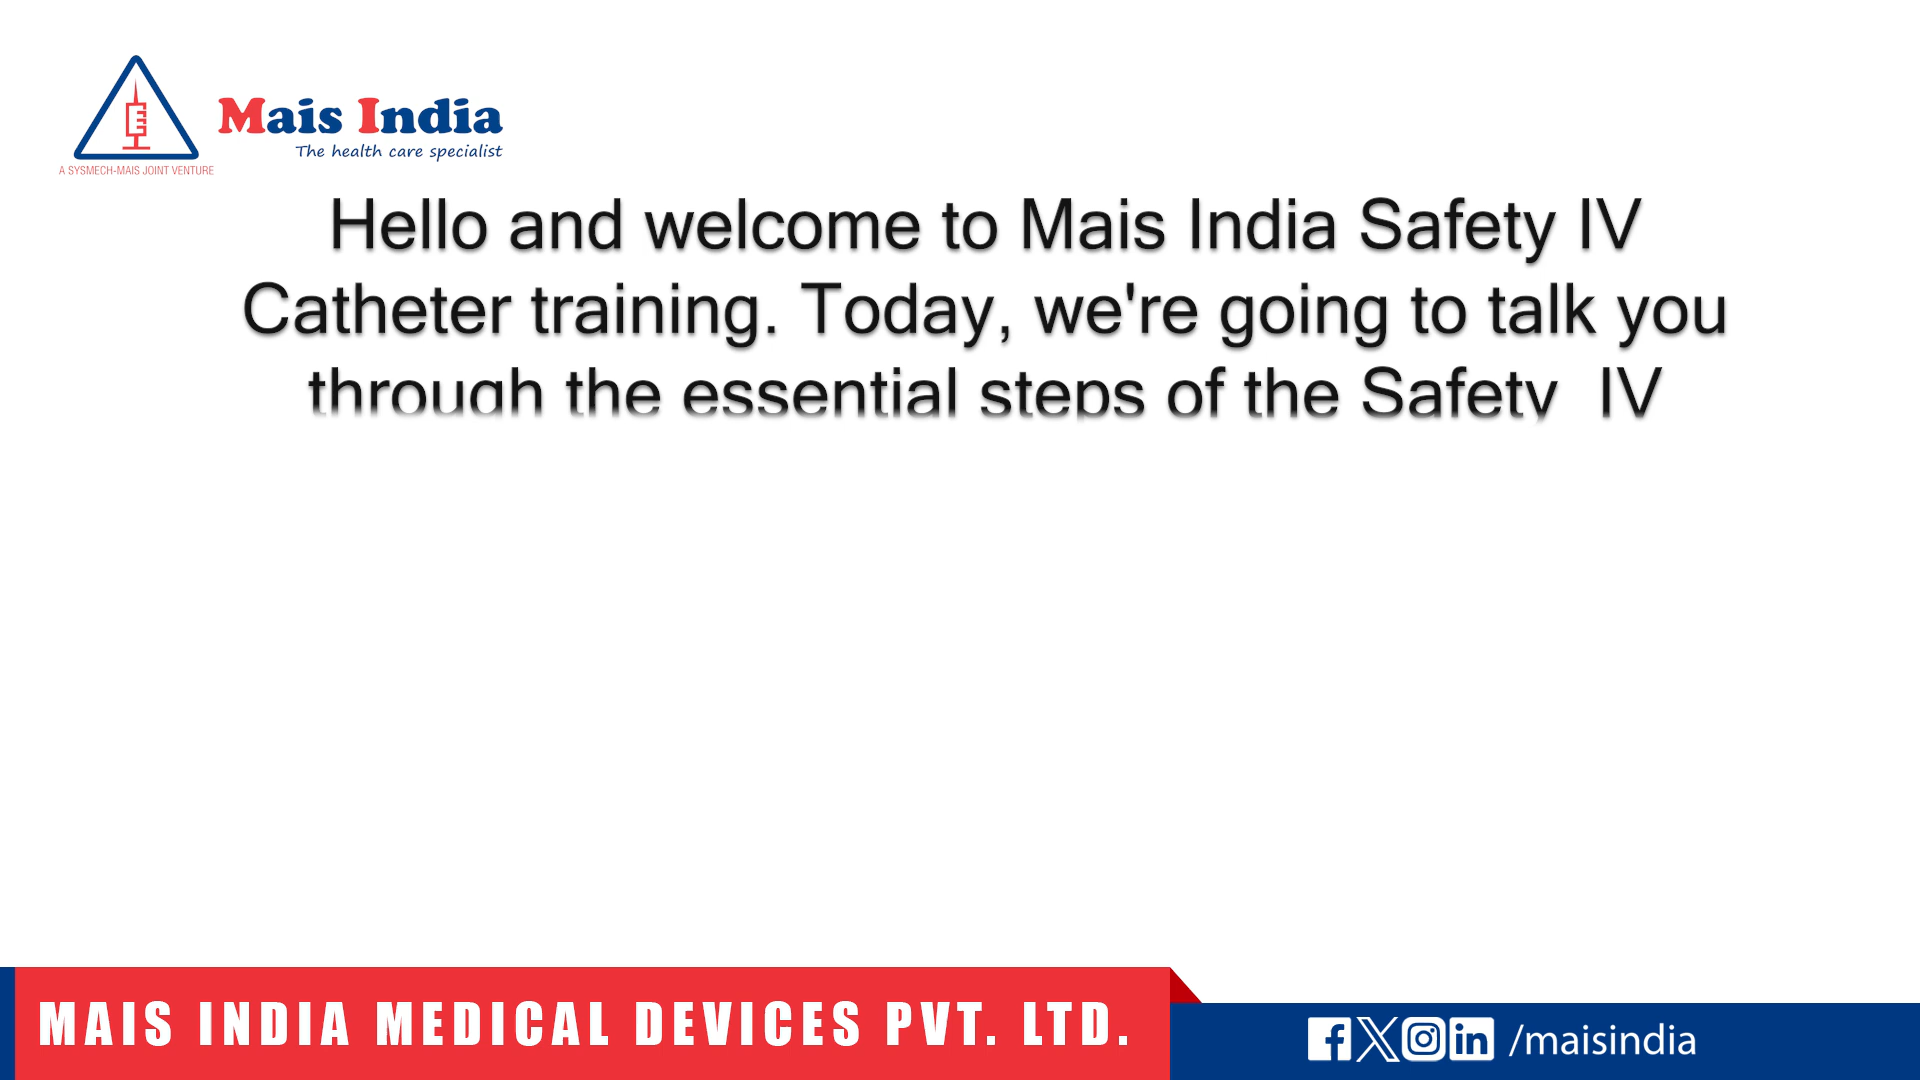 Mais India
The health care specialist
A SYSMECH-MAIS JOINT VENTURE
Hello and welcome to Mais India Safety IV
Catheter training. Today, we're going to talk you
through the essential steps of the Safety IV
MAIS INDIA MEDICAL DEVICES PVT. LTD.
/maisindia